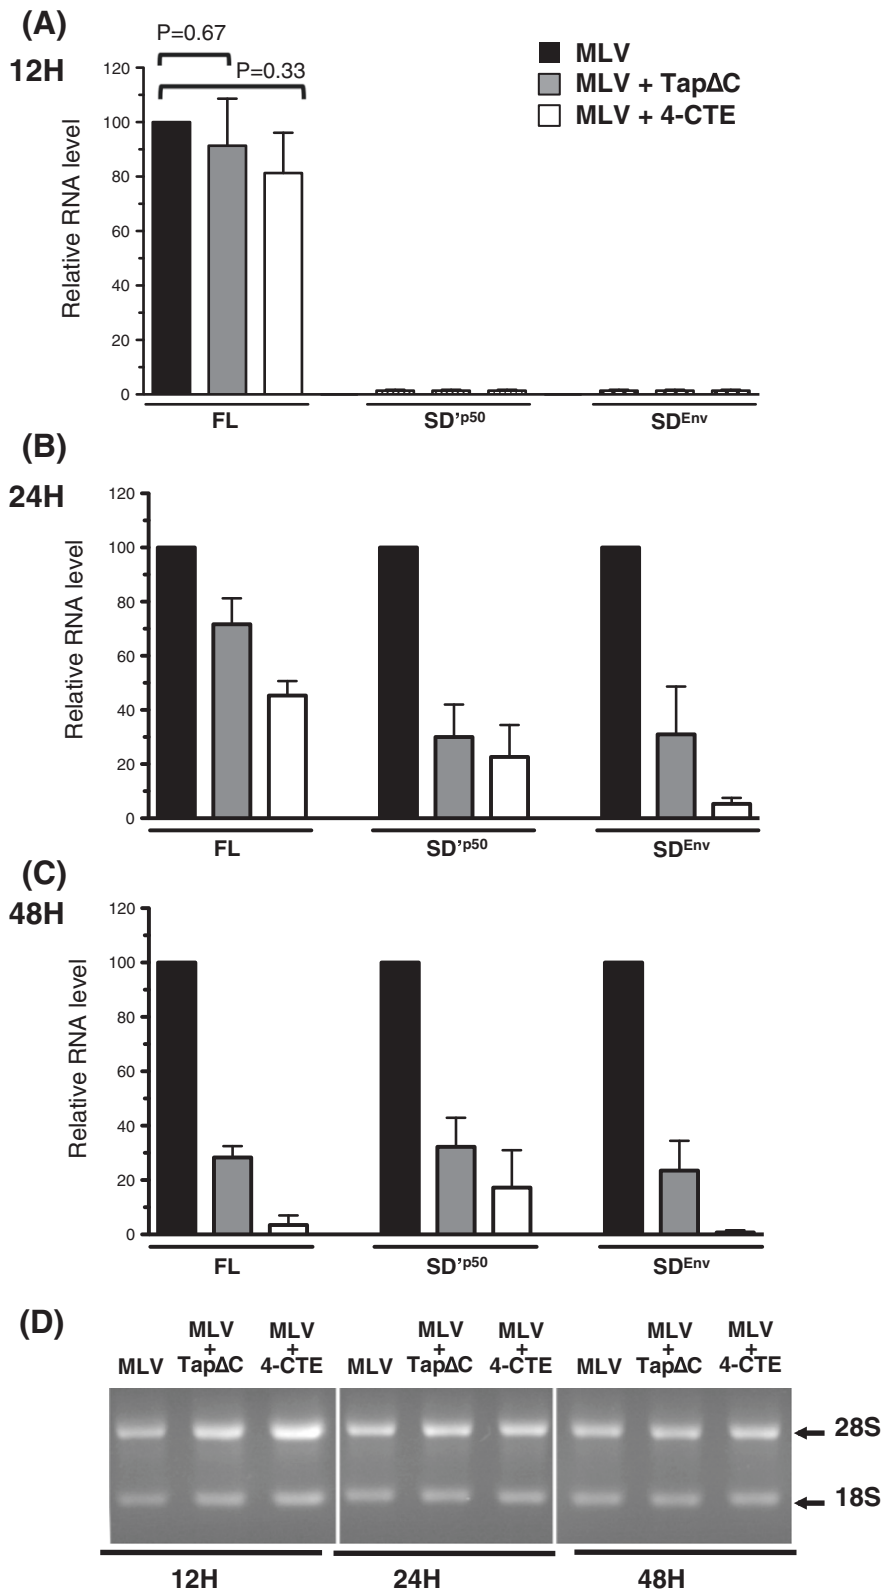 (A)
12H
P=0.67
P=0.33
MLV
MLV + TapΔC
MLV + 4-CTE
Relative RNA level
120
100
80
60
40
20
0
FL
SD'p50
SDEnv
(B)
24H
Relative RNA level
120
100
80
60
40
20
0
FL
SD'p50
SDEnv
(C)
48H
Relative RNA level
120
100
80
60
40
20
0
FL
SD'p50
SDEnv
(D)
MLV
MLV
+
TapΔC
MLV
+
4-CTE
MLV
MLV
+
TapΔC
MLV
+
4-CTE
MLV
MLV
+
TapΔC
MLV
+
4-CTE
28S
18S
12H
24H
48H